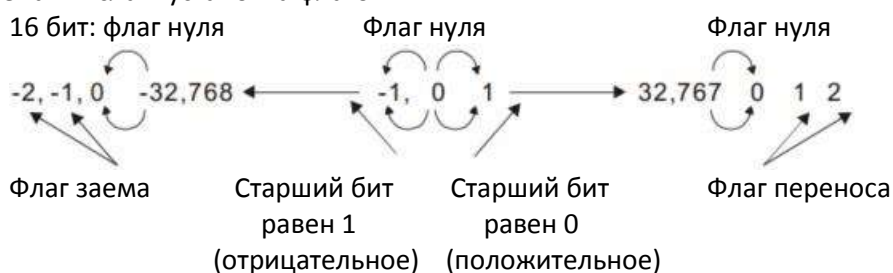 16 бит: флаг нуля Флаг нуля Флаг нуля
-2, -1, 0 -32,768 -1, 0 1 32,767 0 1 2
Флаг заема Старший бит Старший бит Флаг переноса
равен 1 равен 0
(отрицательное) (положительное)